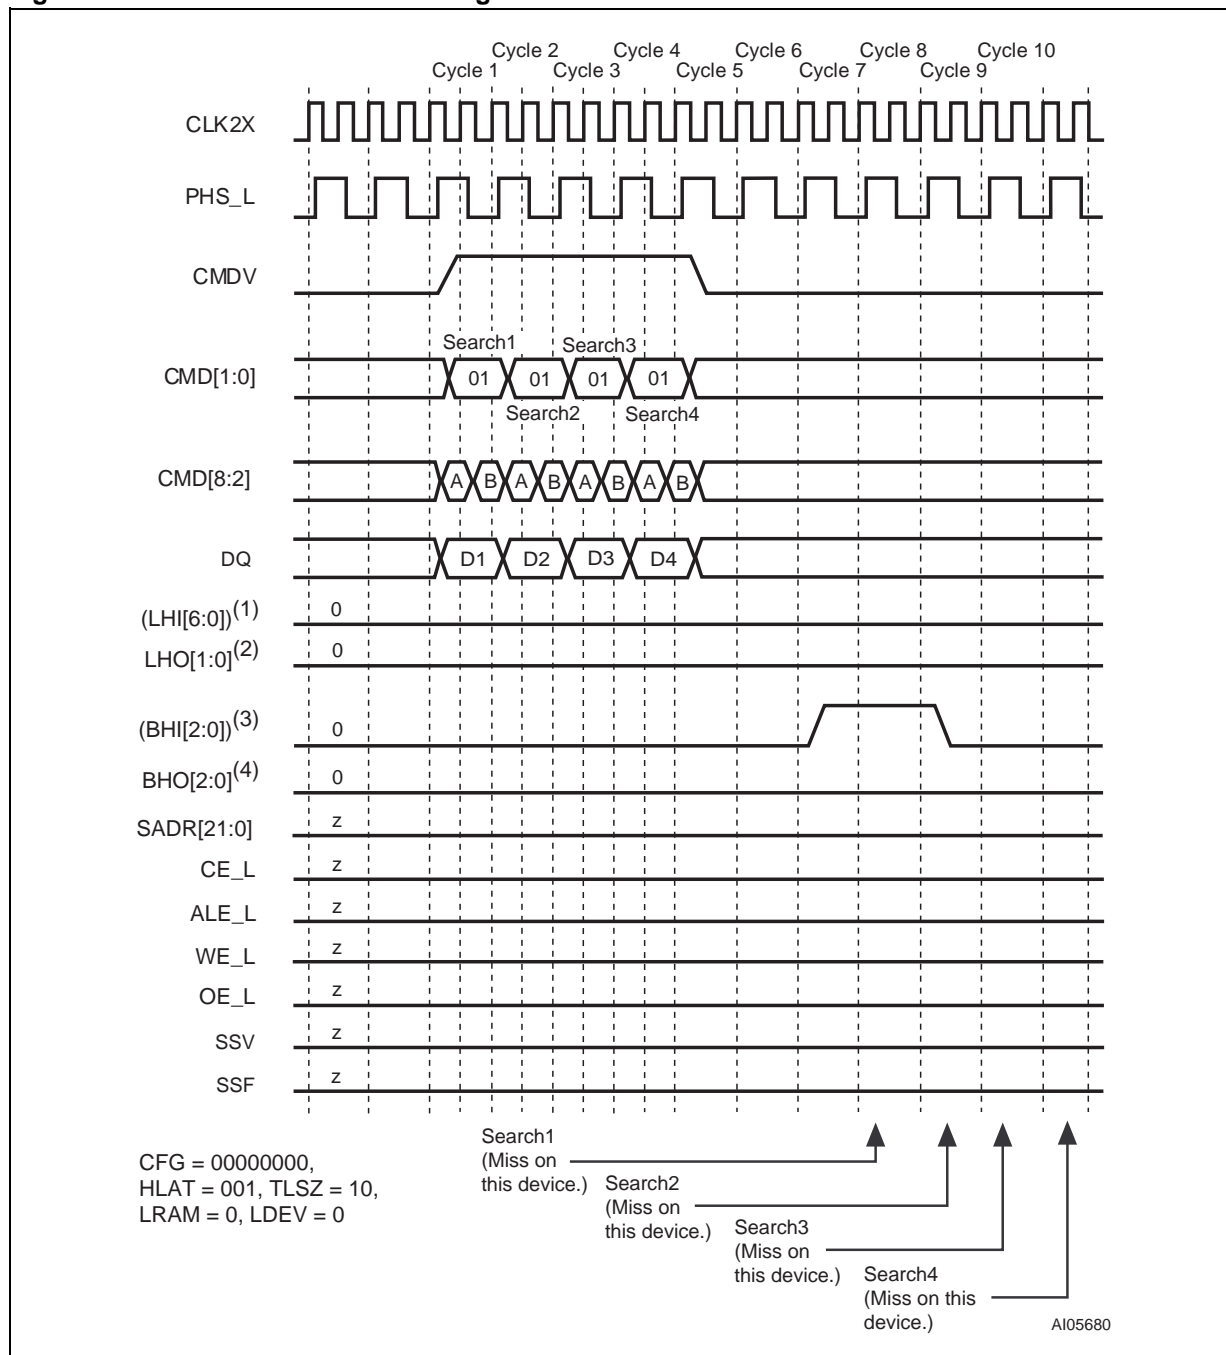 Cycle 2 Cycle 4 Cycle 6 Cycle 8 Cycle 10
Cycle 1 Cycle 3 Cycle 5 Cycle 7 Cycle 9
CLK2X
PHS_L
CMDV
Search1 Search3
CMD[1:0] 01 01 01 01
Search2 Search4
CMD[8:2] A B A B A B A B
DQ D1 D2 D3 D4
(LHI[6:0])(1) 0
LHO[1:0](2) 0
(BHI[2:0])(3) 0
BHO[2:0](4) 0
SADR[21:0] z
CE_L z
ALE_L z
WE_L z
OE_L z
SSV z
SSF z
CFG = 00000000,
HLAT = 001, TLSZ = 10,
LRAM = 0, LDEV = 0
Search1
(Miss on
this device.)
Search2
(Miss on
this device.)
Search3
(Miss on
this device.)
Search4
(Miss on this
device.)
AI05680